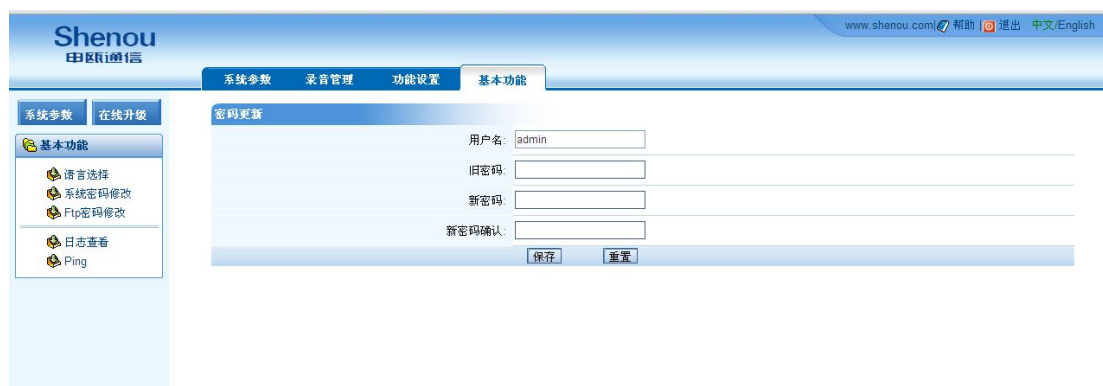 www.shenou.com| 帮助 | 退出 中文/English
Shenou
申瓯通信
系统参数 录音管理 功能设置 基本功能
系统参数 在线升级
基本功能
语言选择
系统密码修改
Ftp密码修改
日志查看
Ping
密码更新
用户名: admin
旧密码:
新密码:
新密码确认:
保存 重置